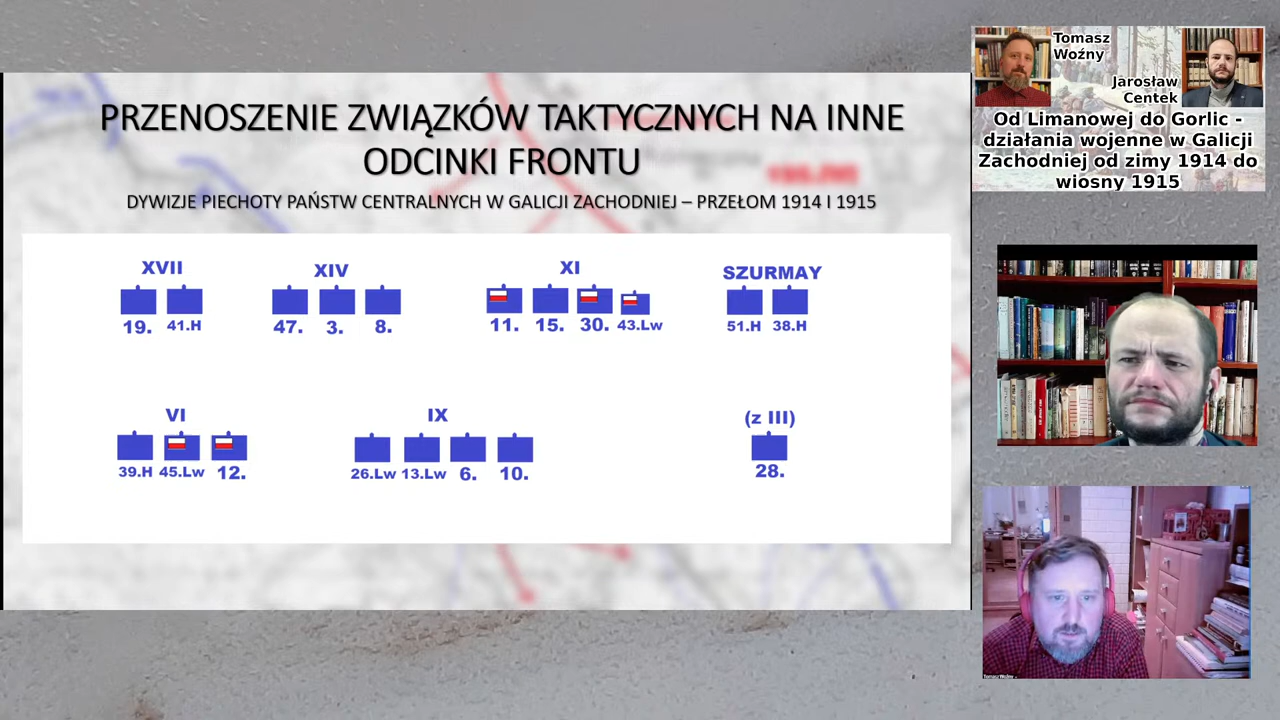 PRZENOSZENIE ZWIĄZKÓW TAKTYCZNYCH NA INNE
ODCINKI FRONTU
DYWIZJE PIECHOTY PAŃSTW CENTRALNYCH W GALICJI ZACHODNIEJ – PRZEŁOM 1914 I 1915
XVII
19. 41.H
XIV
47. 3. 8.
XI
11. 15. 30. 43.Lw
SZURMAY
51.H 38.H
VI
39.H 45.Lw 12.
IX
26.Lw 13.Lw 6. 10.
(z III)
28.
Tomasz
Woźny
Jarosław
Centek
Od Limanowej do Gorlic -
działania wojenne w Galicji
Zachodniej od zimy 1914 do
wiosny 1915
Tomasz Woźny